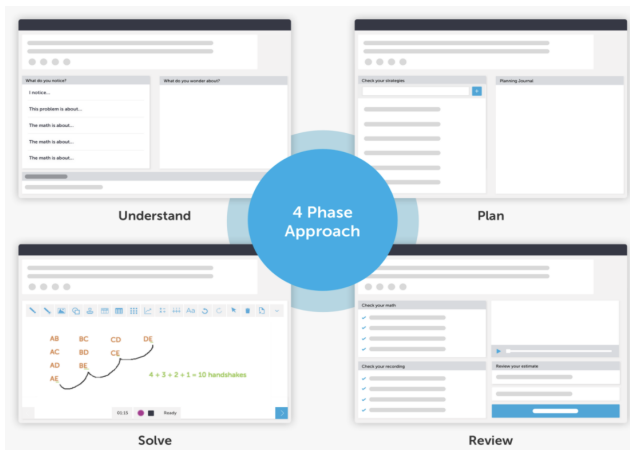 What do you notice?
What do you wonder about?
I notice...
This problem is about...
The math is about...
The math is about...
The math is about...
Understand
Check your strategies
+
Planning Journal
Plan
4 Phase
Approach
Aa
AB BC CD DE
AC BD CE
AD BE
AE
4 + 3 + 2 + 1 = 10 handshakes
01:15
Ready
Solve
Check your math
Check your recording
Review your estimate
Review